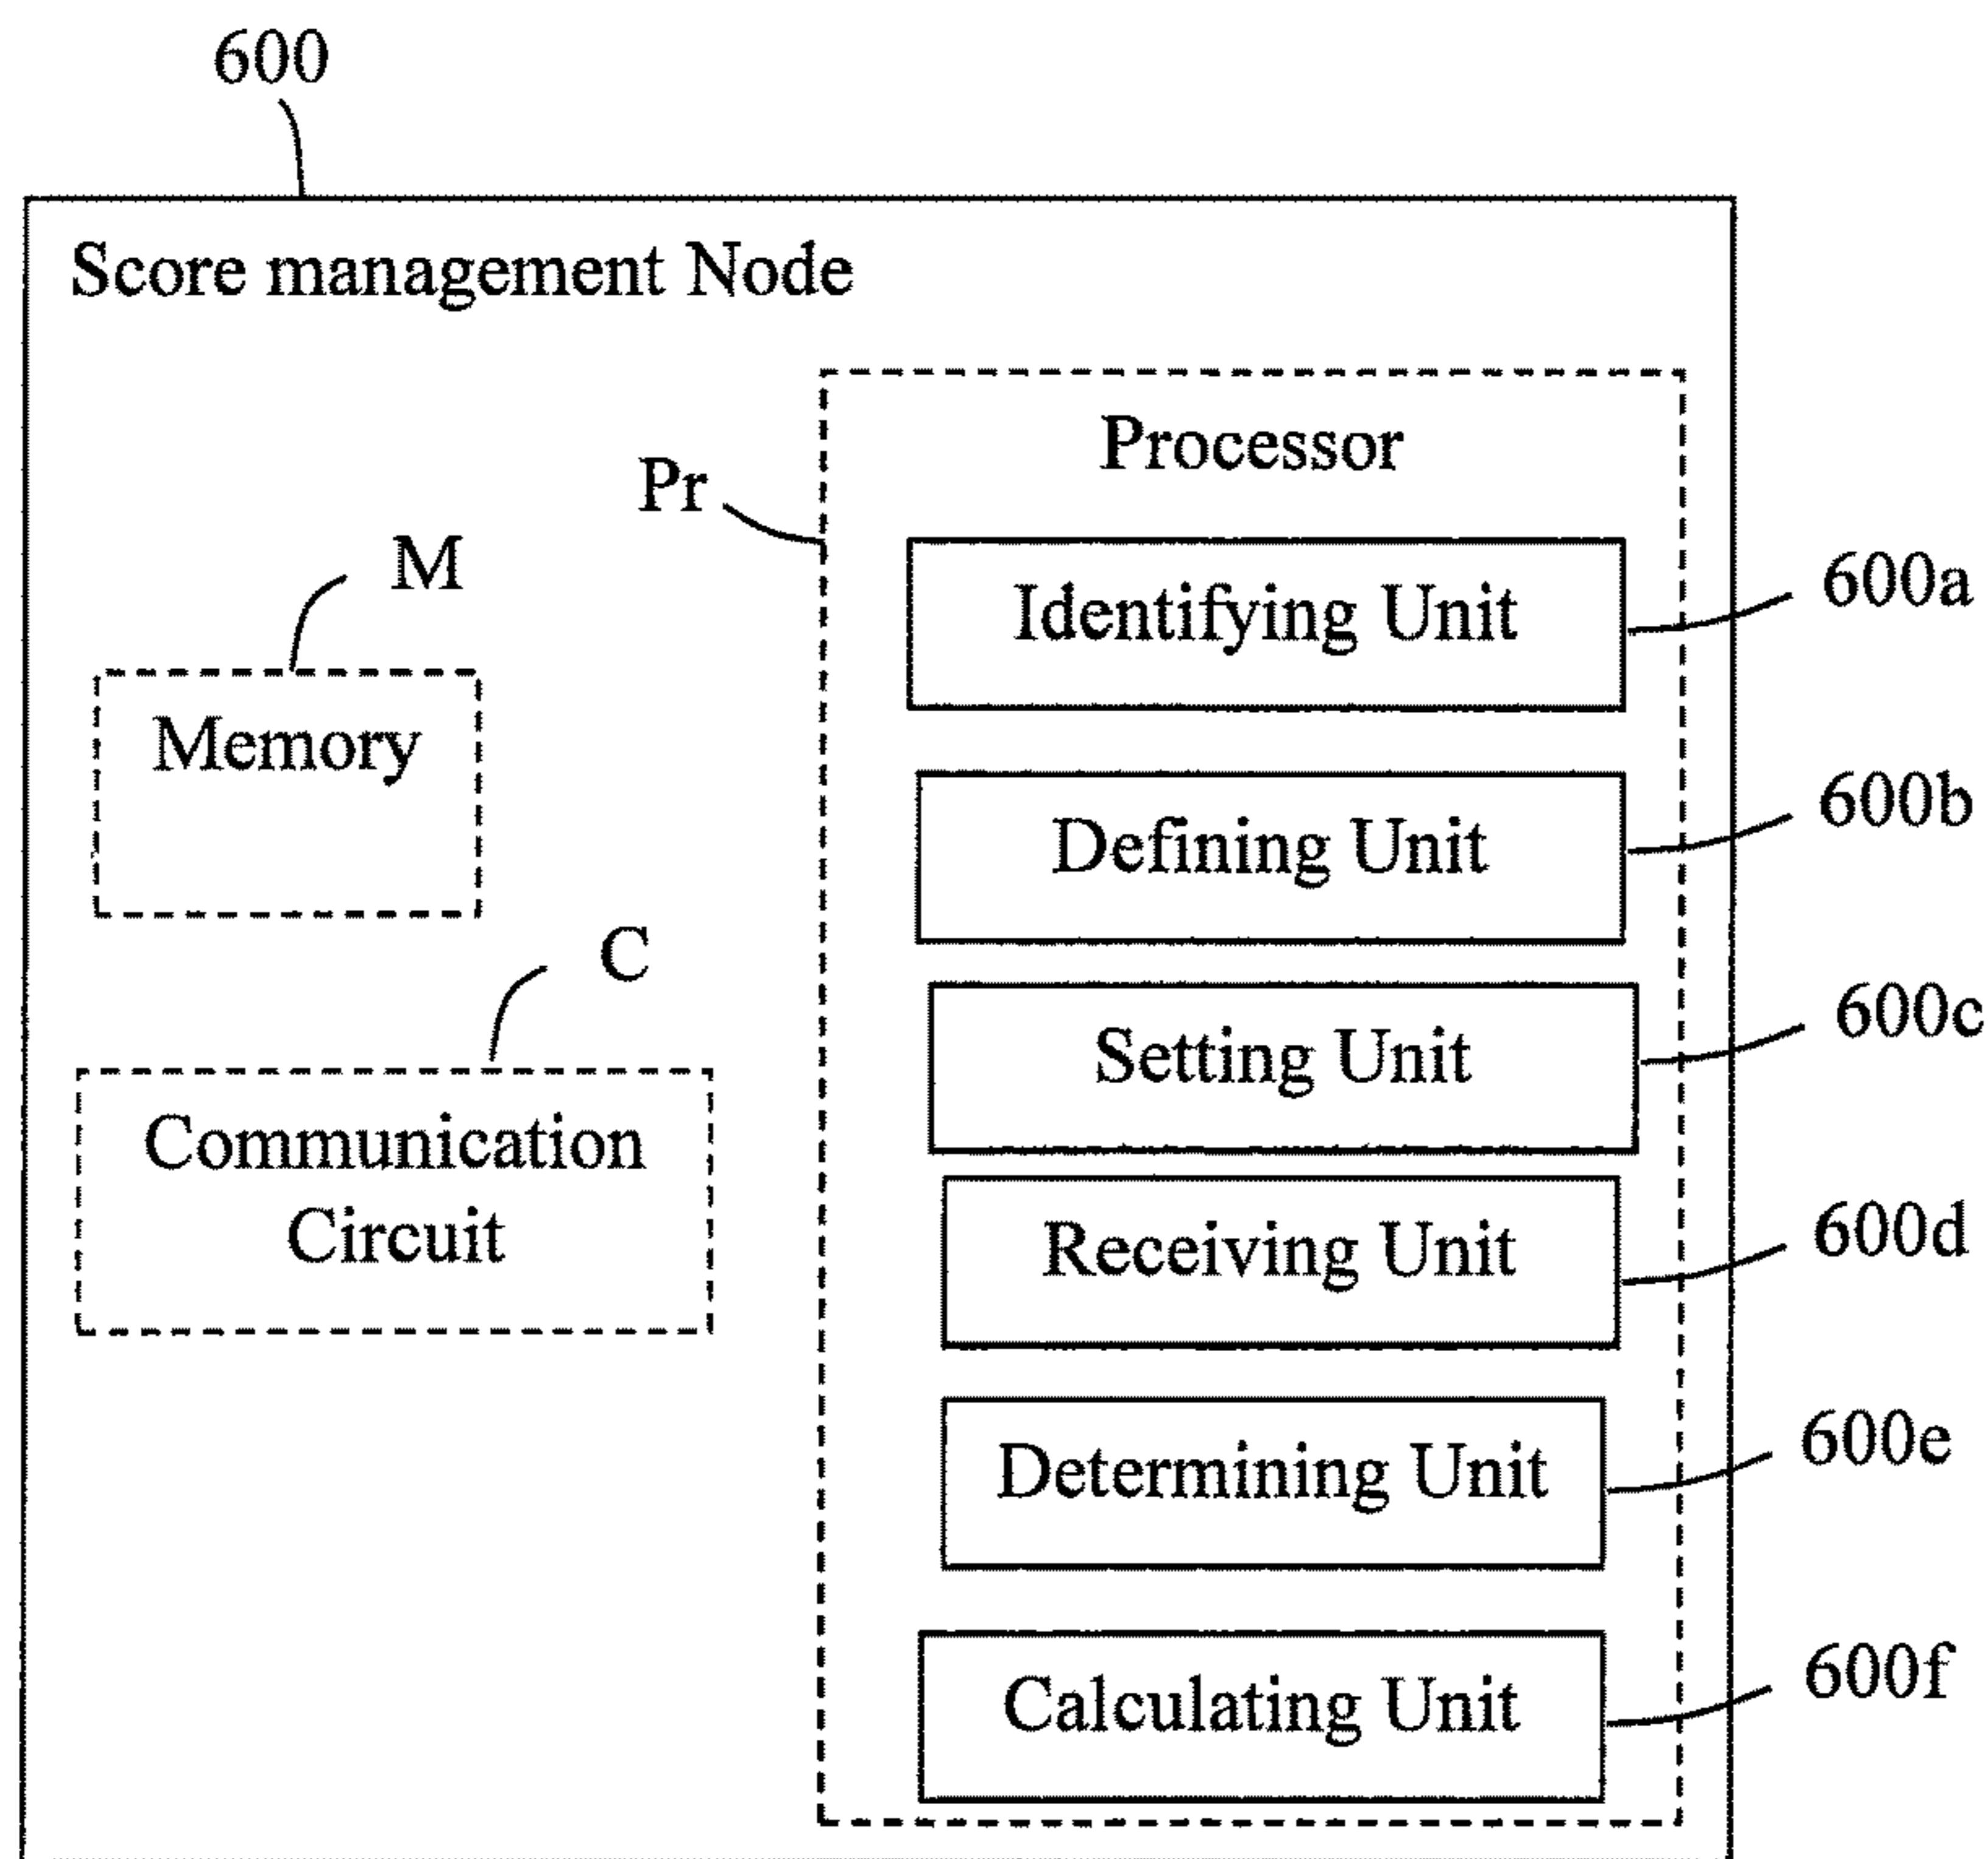 600
Score management Node
Processor
Pr
M
Identifying Unit
600a
Memory
Defining Unit
600b
C
Setting Unit
600c
Communication
Circuit
Receiving Unit
600d
Determining Unit
600e
Calculating Unit
600f